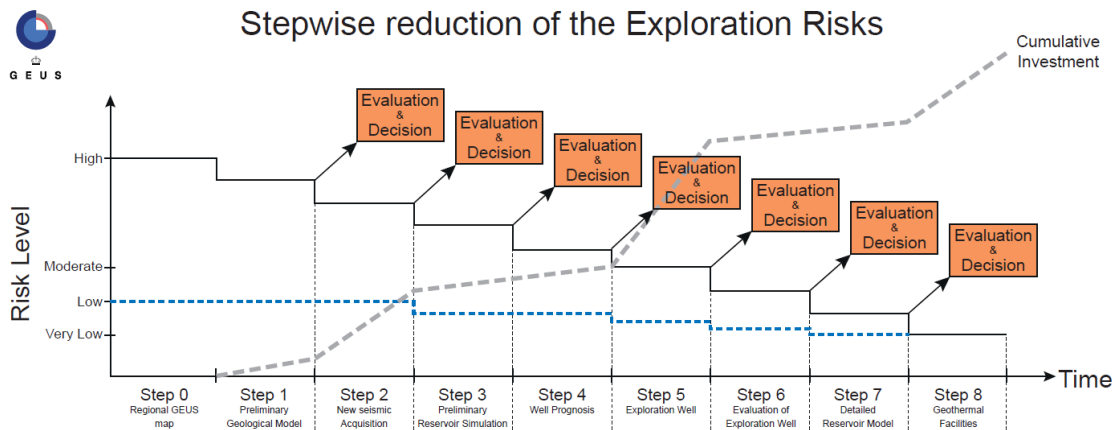 Stepwise reduction of the Exploration Risks
GEUS
Cumulative
Investment
Evaluation
&
Decision
Evaluation
&
Decision
Evaluation
&
Decision
Evaluation
&
Decision
Evaluation
&
Decision
Evaluation
&
Decision
Evaluation
&
Decision
Risk Level
High
Moderate
Low
Very Low
Time
Step 0
Regional GEUS
map
Step 1
Preliminary
Geological Model
Step 2
New seismic
Acquisition
Step 3
Preliminary
Reservoir Simulation
Step 4
Well Prognosis
Step 5
Exploration Well
Step 6
Evaluation of
Exploration Well
Step 7
Detailed
Reservoir Model
Step 8
Geothermal
Facilities